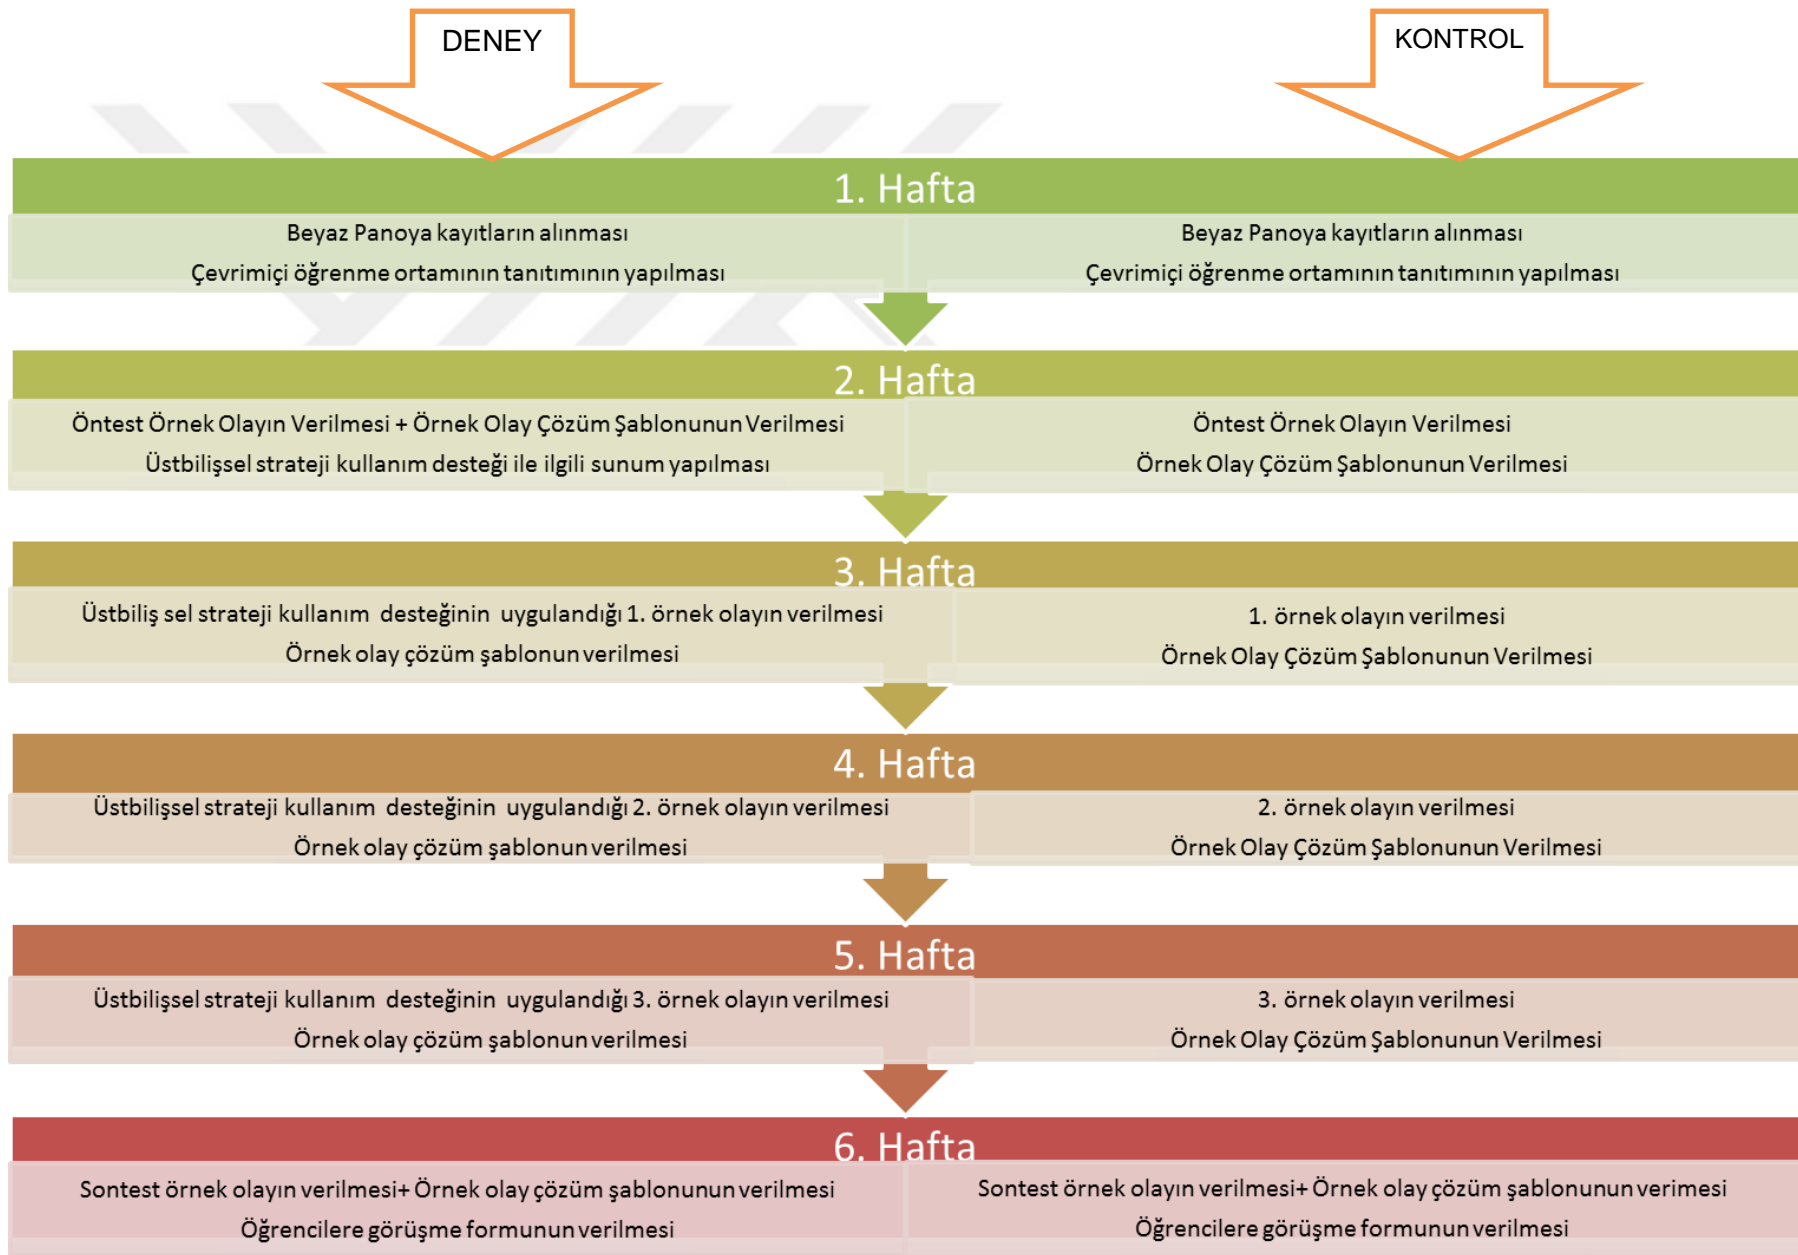 DENEY
KONTROL
1. Hafta
Beyaz Panoya kayıtların alınması
Çevrimiçi öğrenme ortamının tanıtımının yapılması
Beyaz Panoya kayıtların alınması
Çevrimiçi öğrenme ortamının tanıtımının yapılması
2. Hafta
Öntest Örnek Olayın Verilmesi + Örnek Olay Çözüm Şablonunun Verilmesi
Üstbilişsel strateji kullanım desteği ile ilgili sunum yapılması
Öntest Örnek Olayın Verilmesi
Örnek Olay Çözüm Şablonunun Verilmesi
3. Hafta
Üstbiliş sel strateji kullanım desteğinin uygulandığı 1. örnek olayın verilmesi
Örnek olay çözüm şablonun verilmesi
1. örnek olayın verilmesi
Örnek Olay Çözüm Şablonunun Verilmesi
4. Hafta
Üstbilişsel strateji kullanım desteğinin uygulandığı 2. örnek olayın verilmesi
Örnek olay çözüm şablonun verilmesi
2. örnek olayın verilmesi
Örnek Olay Çözüm Şablonunun Verilmesi
5. Hafta
Üstbilişsel strateji kullanım desteğinin uygulandığı 3. örnek olayın verilmesi
Örnek olay çözüm şablonun verilmesi
3. örnek olayın verilmesi
Örnek Olay Çözüm Şablonunun Verilmesi
6. Hafta
Sontest örnek olayın verilmesi+ Örnek olay çözüm şablonunun verilmesi
Öğrencilere görüşme formunun verilmesi
Sontest örnek olayın verilmesi+ Örnek olay çözüm şablonunun verimesi
Öğrencilere görüşme formunun verilmesi